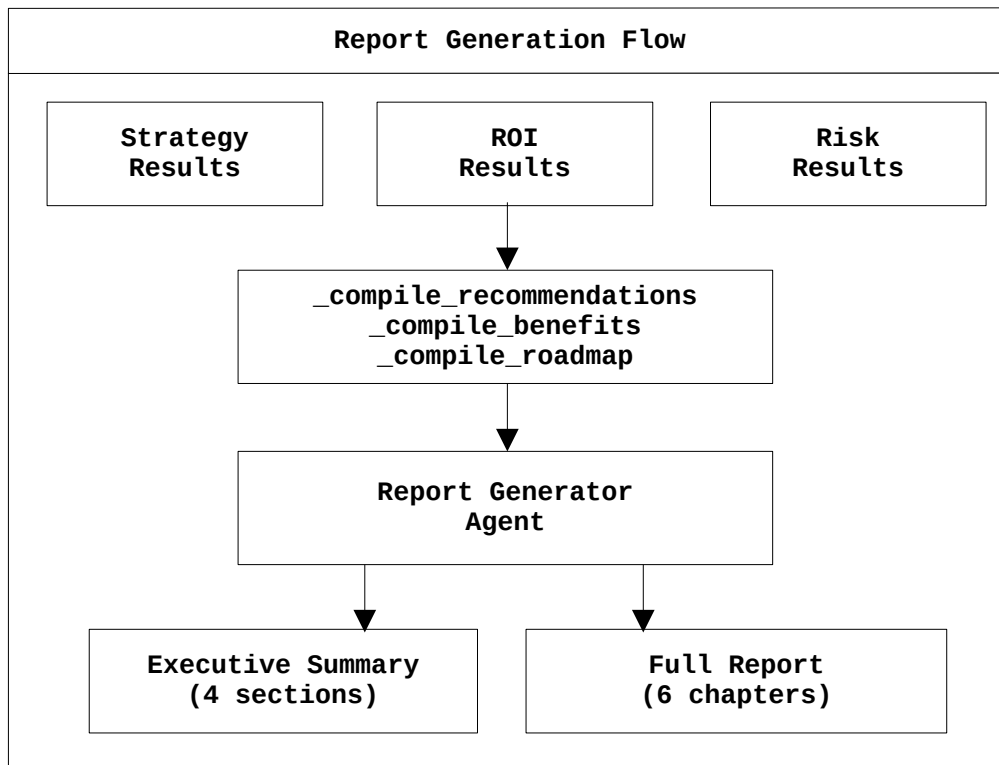 Report Generation Flow
Strategy
Results
ROI
Results
Risk
Results
_compile_recommendations
_compile_benefits
_compile_roadmap
Report Generator
Agent
Executive Summary
(4 sections)
Full Report
(6 chapters)